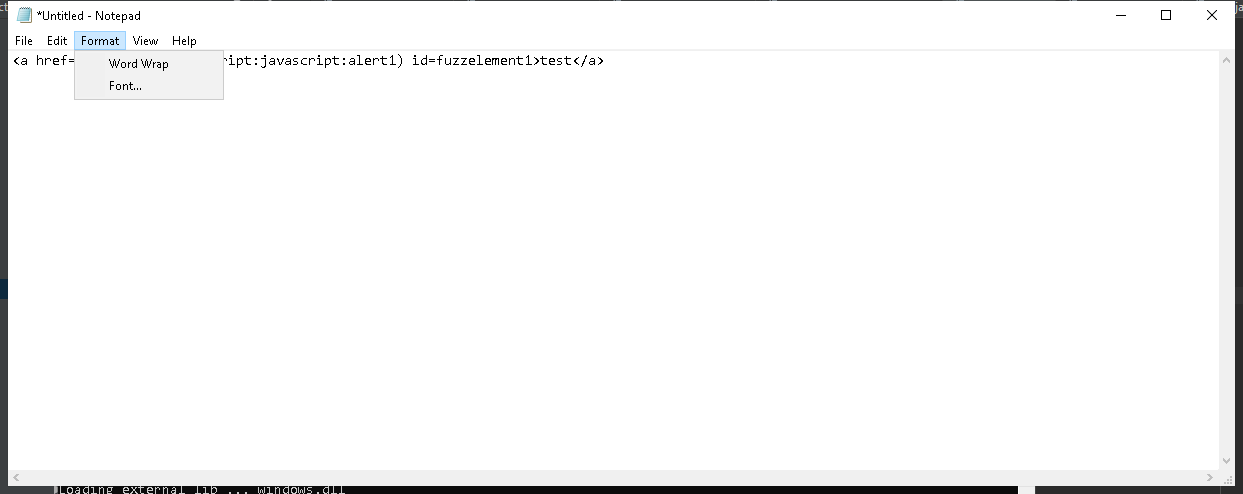 *Untitled - Notepad
File Edit Format View Help
<a href= ript:javascript:alert1) id=fuzzelement1>test</a>
Word Wrap
Font...
Loading external lib ... windows.dll